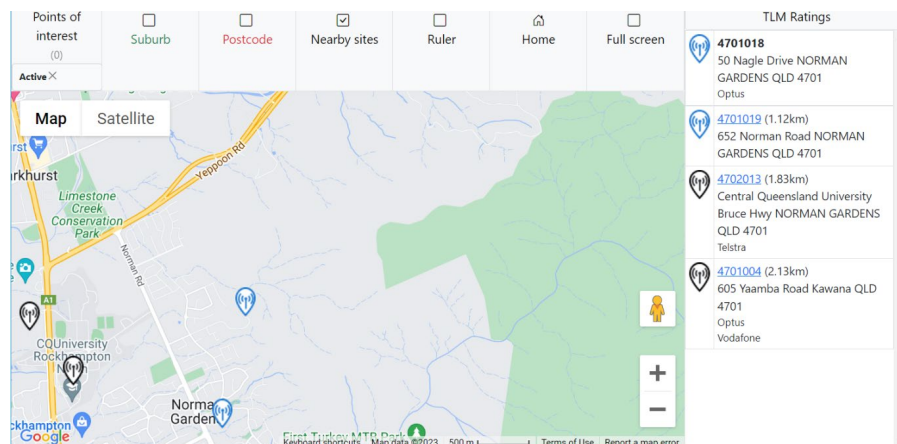 Points of
interest
(0)
Suburb
Postcode
Nearby sites
Ruler
Home
Full screen
Active
Map
Satellite
Yeppoon Rd
rkhurst
Limestone
Creek
Conservation
Park
Norman Rd
A1
CQUniversity
Rockhampton
North
Norman
Gardens
khampton
Google
First Turkey MTB Park
Keyboard shortcuts
Map data ©2023
500 m
Terms of Use
Report a map error
TLM Ratings
4701018
50 Nagle Drive NORMAN
GARDENS QLD 4701
Optus
4701019 (1.12km)
652 Norman Road NORMAN
GARDENS QLD 4701
4702013 (1.83km)
Central Queensland University
Bruce Hwy NORMAN GARDENS
QLD 4701
Telstra
4701004 (2.13km)
605 Yaamba Road Kawana QLD
4701
Optus
Vodafone